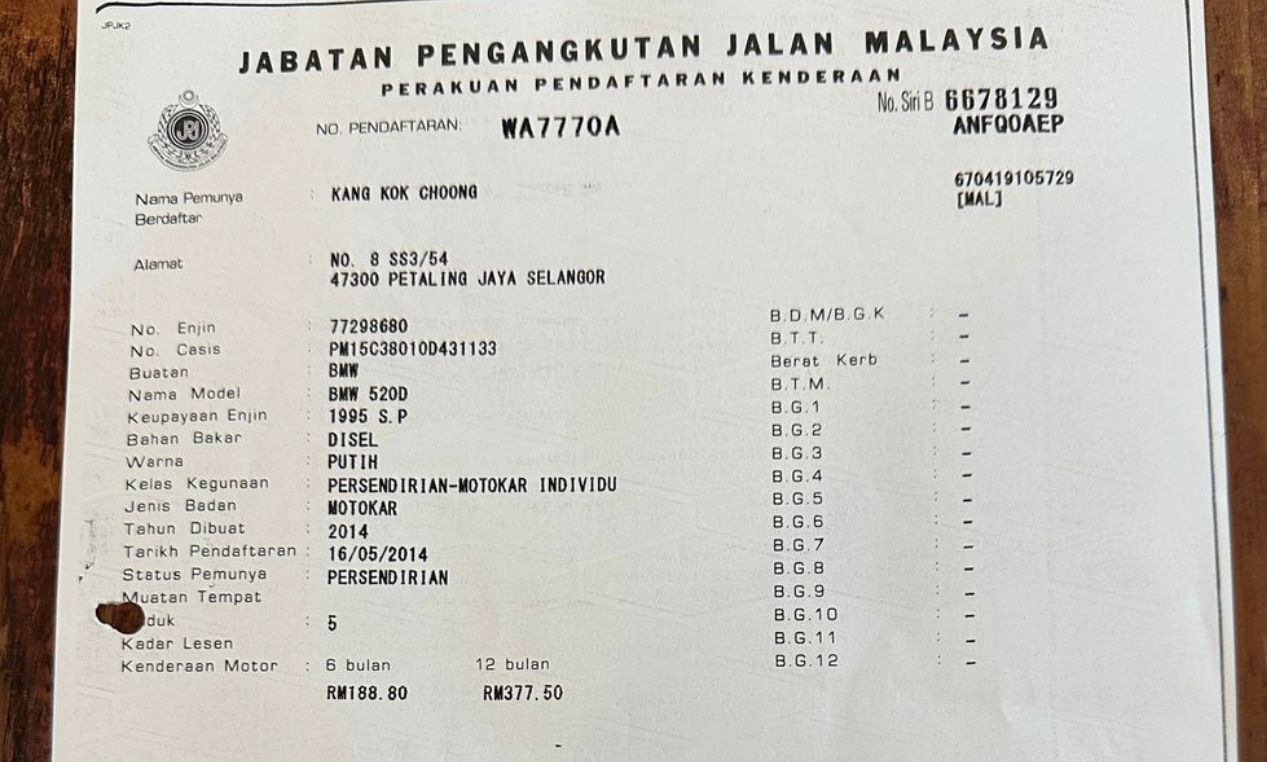 JPJK2
JABATAN PENGANGKUTAN JALAN MALAYSIA
PERAKUAN PENDAFTARAN KENDERAAN
No. Siri B 6678129
NO. PENDAFTARAN: WA7770A ANFQOAEP
Nama Pemunya : KANG KOK CHOONG 670419105729
Berdaftar [MAL]
Alamat : NO. 8 SS3/54
47300 PETALING JAYA SELANGOR
No. Enjin : 77298680 B.D.M/B.G.K : -
No. Casis : PM15C38010D431133 B.T.T. : -
Buatan : BMW Berat Kerb : -
Nama Model : BMW 520D B.T.M. : -
Keupayaan Enjin : 1995 S.P B.G.1 : -
Bahan Bakar : DISEL B.G.2 : -
Warna : PUTIH B.G.3 : -
Kelas Kegunaan : PERSENDIRIAN-MOTOKAR INDIVIDU B.G.4 : -
Jenis Badan : MOTOKAR B.G.5 : -
Tahun Dibuat : 2014 B.G.6 : -
Tarikh Pendaftaran : 16/05/2014 B.G.7 : -
Status Pemunya : PERSENDIRIAN B.G.8 : -
Muatan Tempat B.G.9 : -
duk : 5 B.G.10 : -
Kadar Lesen B.G.11 : -
Kenderaan Motor : 6 bulan 12 bulan B.G.12 : -
RM188.80 RM377.50
-